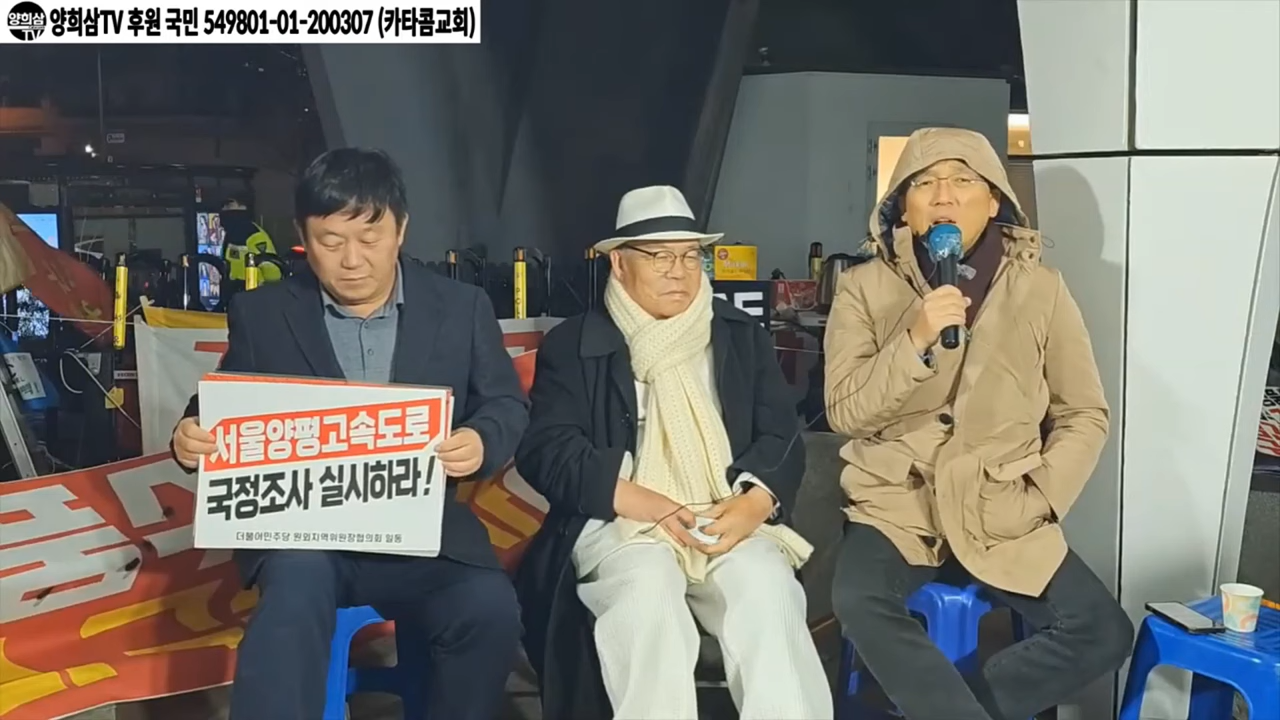 양희삼TV
양희삼TV 후원 국민 549801-01-200307 (카타콤교회)
서울양평고속도로
국정조사 실시하라!
더불어민주당 원외지역위원장협의회 일동